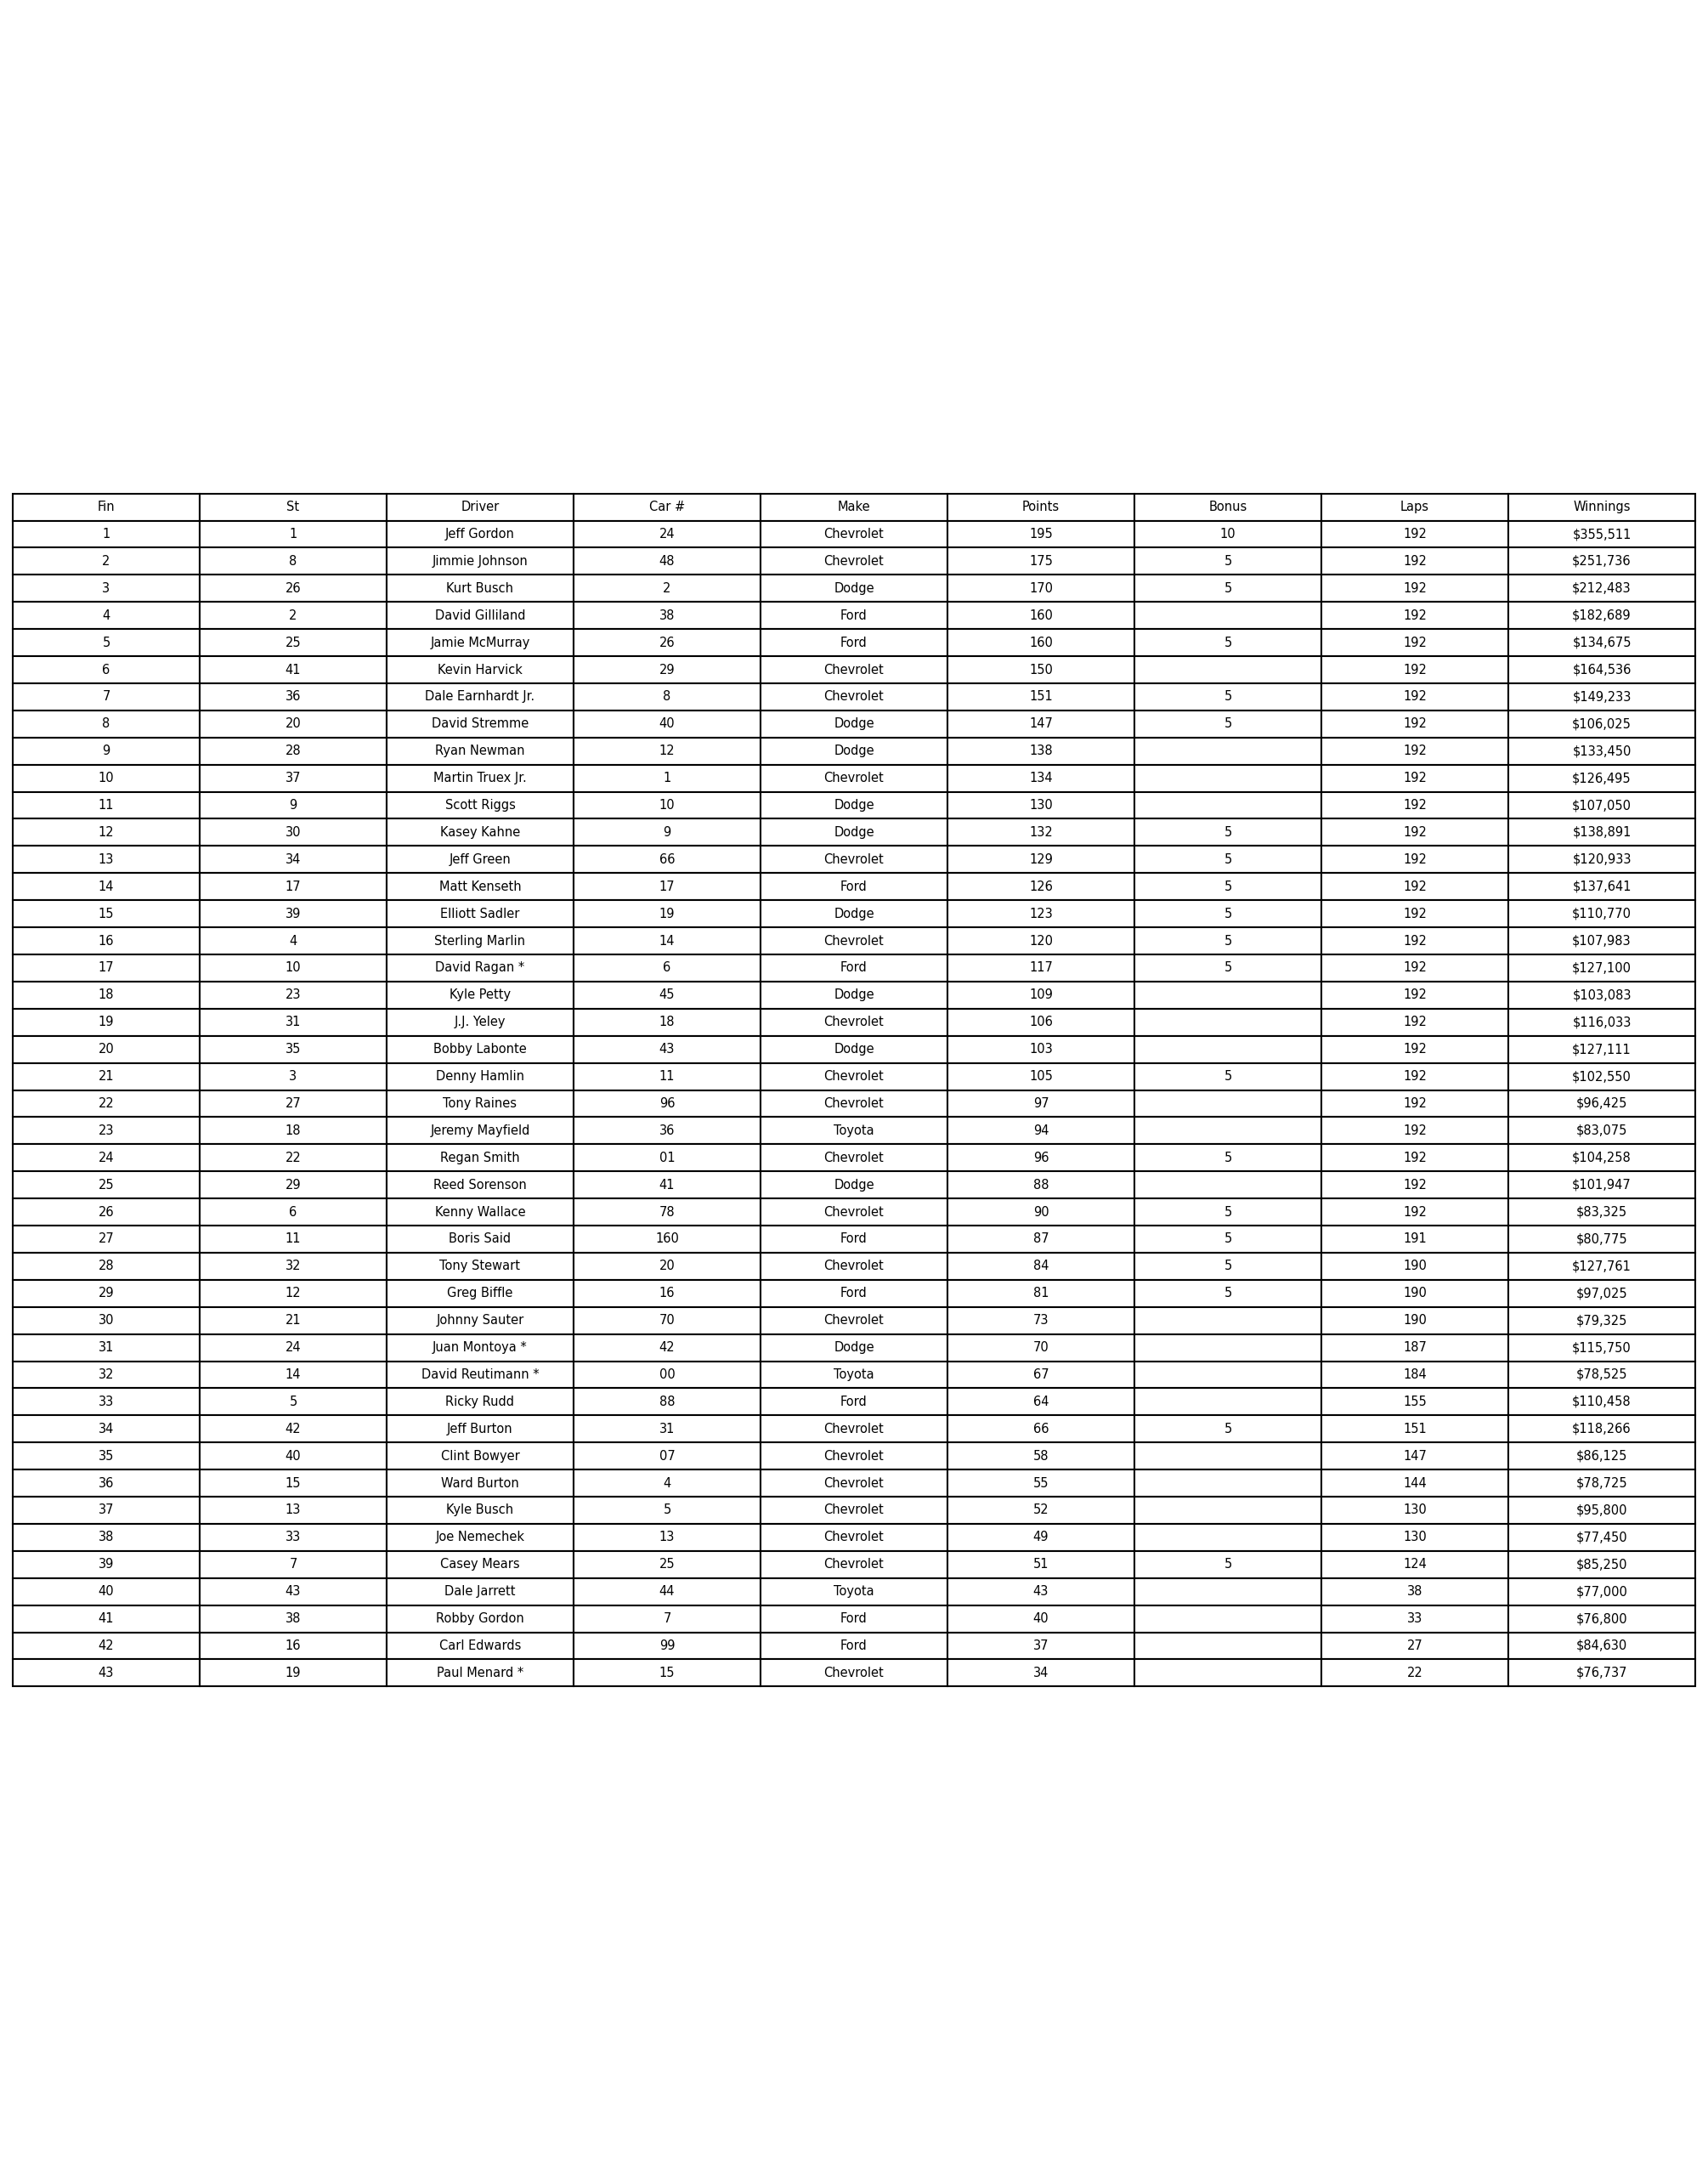 Fin St Driver Car # Make Points Bonus Laps Winnings
1 1 Jeff Gordon 24 Chevrolet 195 10 192 $355,511
2 8 Jimmie Johnson 48 Chevrolet 175 5 192 $251,736
3 26 Kurt Busch 2 Dodge 170 5 192 $212,483
4 2 David Gilliland 38 Ford 160 192 $182,689
5 25 Jamie McMurray 26 Ford 160 5 192 $134,675
6 41 Kevin Harvick 29 Chevrolet 150 192 $164,536
7 36 Dale Earnhardt Jr. 8 Chevrolet 151 5 192 $149,233
8 20 David Stremme 40 Dodge 147 5 192 $106,025
9 28 Ryan Newman 12 Dodge 138 192 $133,450
10 37 Martin Truex Jr. 1 Chevrolet 134 192 $126,495
11 9 Scott Riggs 10 Dodge 130 192 $107,050
12 30 Kasey Kahne 9 Dodge 132 5 192 $138,891
13 34 Jeff Green 66 Chevrolet 129 5 192 $120,933
14 17 Matt Kenseth 17 Ford 126 5 192 $137,641
15 39 Elliott Sadler 19 Dodge 123 5 192 $110,770
16 4 Sterling Marlin 14 Chevrolet 120 5 192 $107,983
17 10 David Ragan * 6 Ford 117 5 192 $127,100
18 23 Kyle Petty 45 Dodge 109 192 $103,083
19 31 J.J. Yeley 18 Chevrolet 106 192 $116,033
20 35 Bobby Labonte 43 Dodge 103 192 $127,111
21 3 Denny Hamlin 11 Chevrolet 105 5 192 $102,550
22 27 Tony Raines 96 Chevrolet 97 192 $96,425
23 18 Jeremy Mayfield 36 Toyota 94 192 $83,075
24 22 Regan Smith 01 Chevrolet 96 5 192 $104,258
25 29 Reed Sorenson 41 Dodge 88 192 $101,947
26 6 Kenny Wallace 78 Chevrolet 90 5 192 $83,325
27 11 Boris Said 160 Ford 87 5 191 $80,775
28 32 Tony Stewart 20 Chevrolet 84 5 190 $127,761
29 12 Greg Biffle 16 Ford 81 5 190 $97,025
30 21 Johnny Sauter 70 Chevrolet 73 190 $79,325
31 24 Juan Montoya * 42 Dodge 70 187 $115,750
32 14 David Reutimann * 00 Toyota 67 184 $78,525
33 5 Ricky Rudd 88 Ford 64 155 $110,458
34 42 Jeff Burton 31 Chevrolet 66 5 151 $118,266
35 40 Clint Bowyer 07 Chevrolet 58 147 $86,125
36 15 Ward Burton 4 Chevrolet 55 144 $78,725
37 13 Kyle Busch 5 Chevrolet 52 130 $95,800
38 33 Joe Nemechek 13 Chevrolet 49 130 $77,450
39 7 Casey Mears 25 Chevrolet 51 5 124 $85,250
40 43 Dale Jarrett 44 Toyota 43 38 $77,000
41 38 Robby Gordon 7 Ford 40 33 $76,800
42 16 Carl Edwards 99 Ford 37 27 $84,630
43 19 Paul Menard * 15 Chevrolet 34 22 $76,737